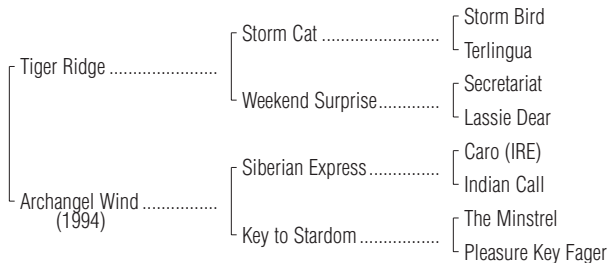 Storm Bird
Storm Cat ........................
Terlingua
Tiger Ridge ......................
Secretariat
Weekend Surprise.............
Lassie Dear
Caro (IRE)
Siberian Express...............
Indian Call
Archangel Wind ...............
(1994)
The Minstrel
Key to Stardom .................
Pleasure Key Fager